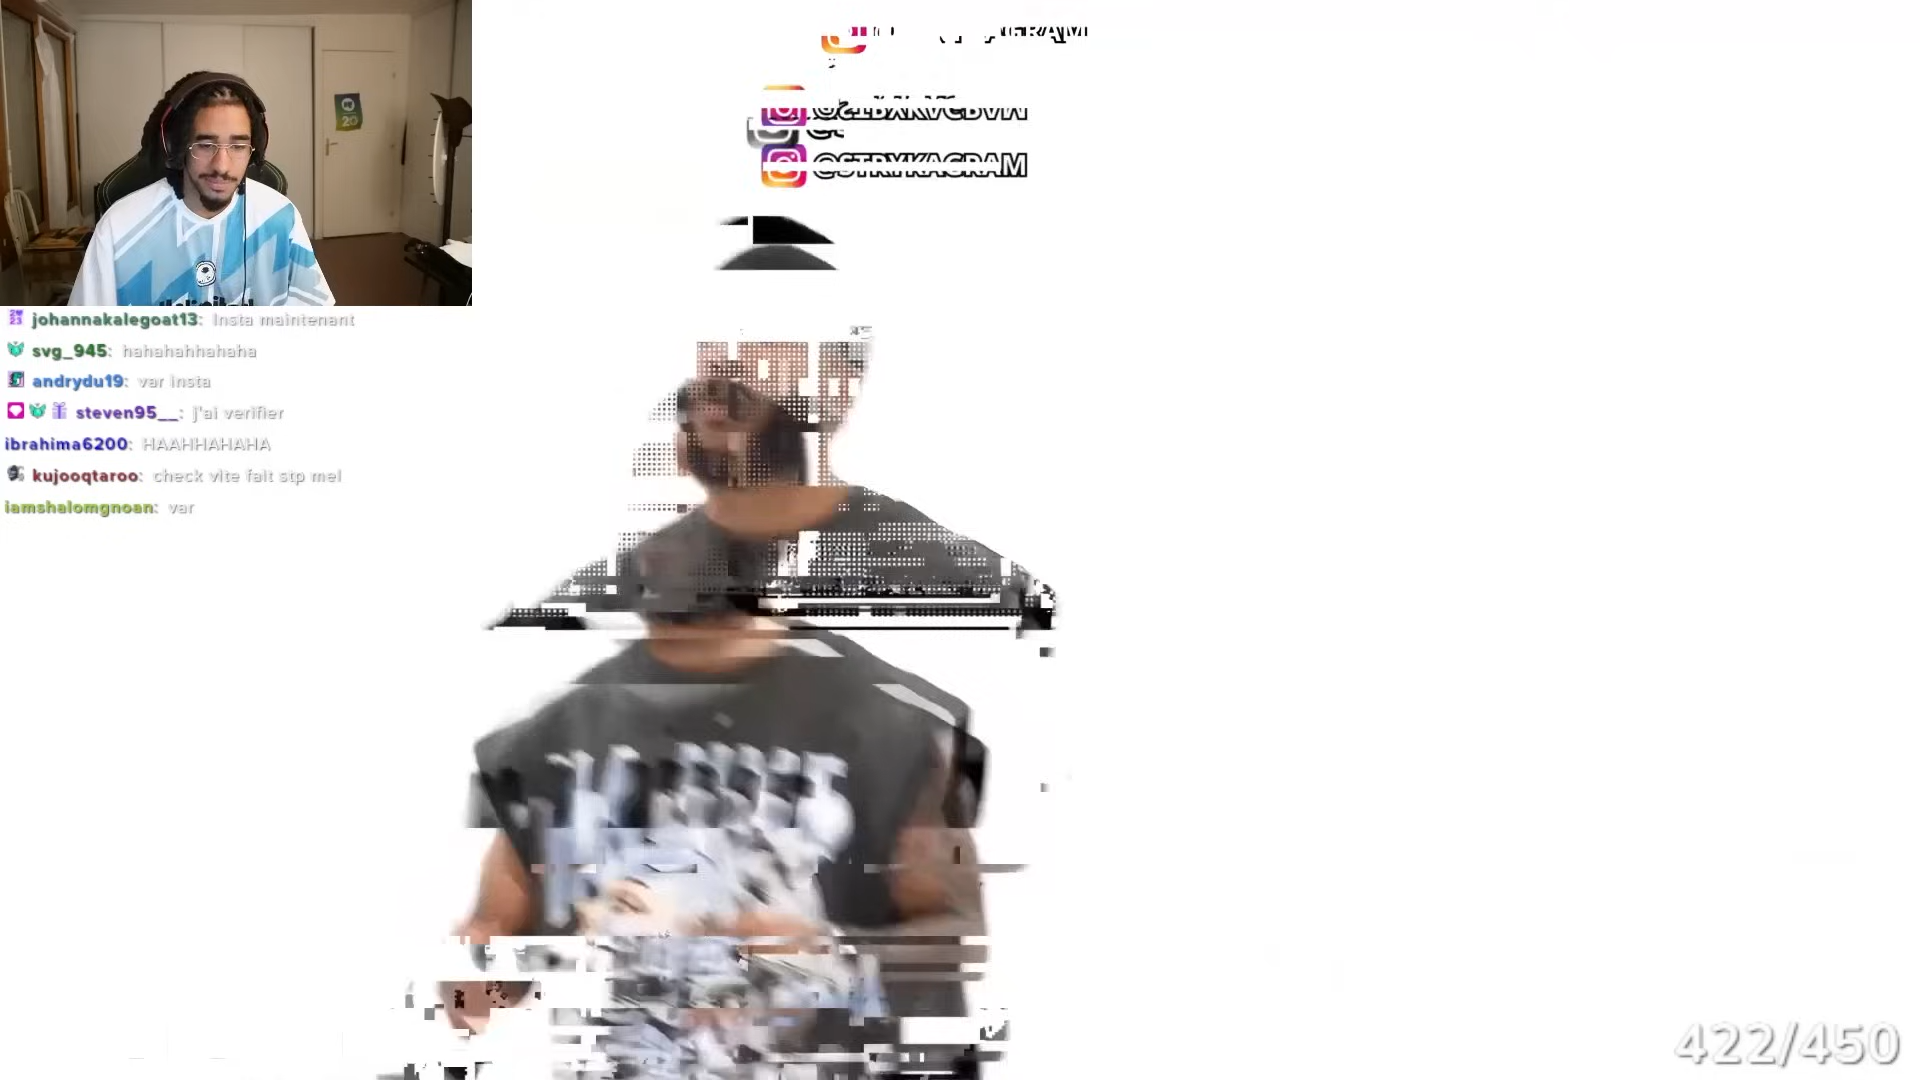 @STRYKAGRAM
johannakalegoat13: Insta maintenant
svg_945: hahahahhahaha
andrydu19: var insta
steven95__: j'ai verifier
ibrahima6200: HAAHHAHAHA
kujooqtaroo: check vite fait stp mel
iamshalomgnoan: var
422/450